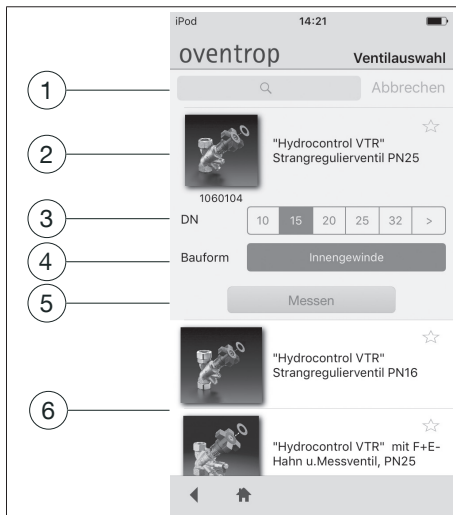 iPod 14:21
oventrop Ventilauswahl
1 Abbrechen
2 "Hydrocontrol VTR"
Strangregulierventil PN25
1060104
3 DN 10 15 20 25 32 >
4 Bauform Innengewinde
5 Messen
"Hydrocontrol VTR"
Strangregulierventil PN16
6
"Hydrocontrol VTR" mit F+E-
Hahn u.Messventil, PN25